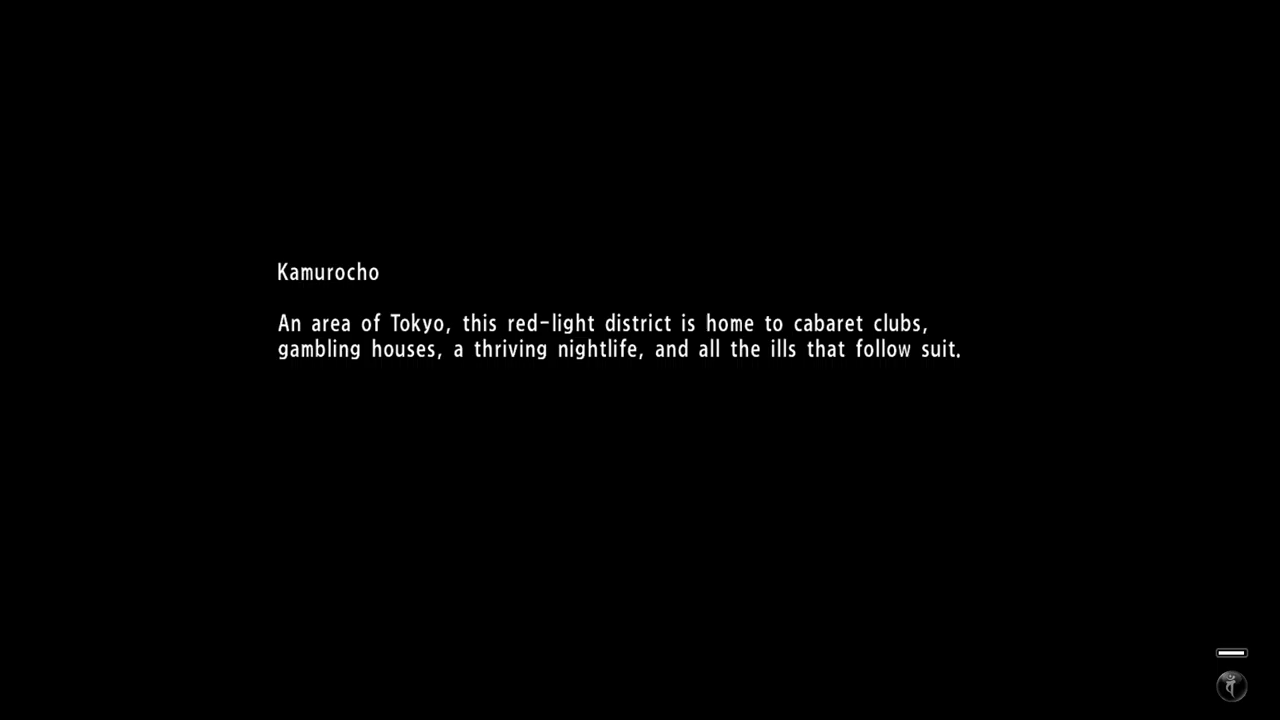 Kamurocho
An area of Tokyo, this red-light district is home to cabaret clubs,
gambling houses, a thriving nightlife, and all the ills that follow suit.